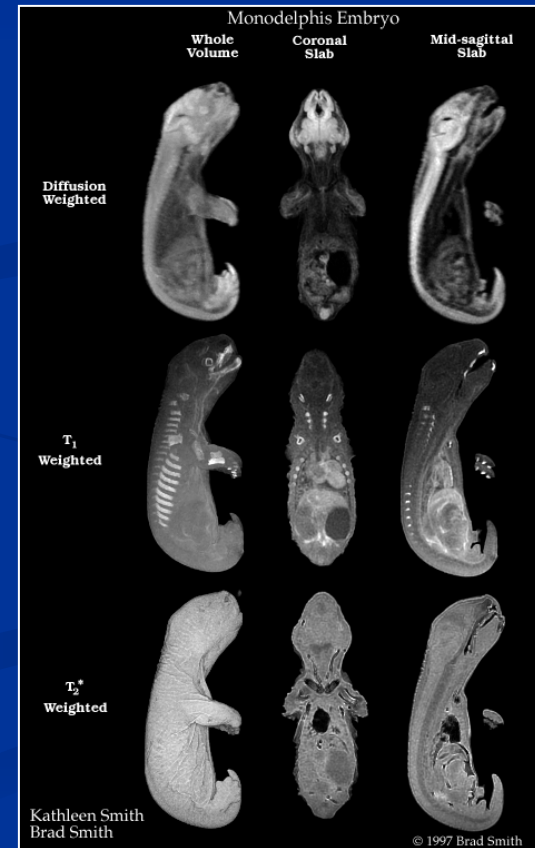 Monodelphis Embryo
Whole
Volume
Coronal
Slab
Mid-sagittal
Slab
Diffusion
Weighted
T₁
Weighted
T₂*
Weighted
Kathleen Smith
Brad Smith
© 1997 Brad Smith